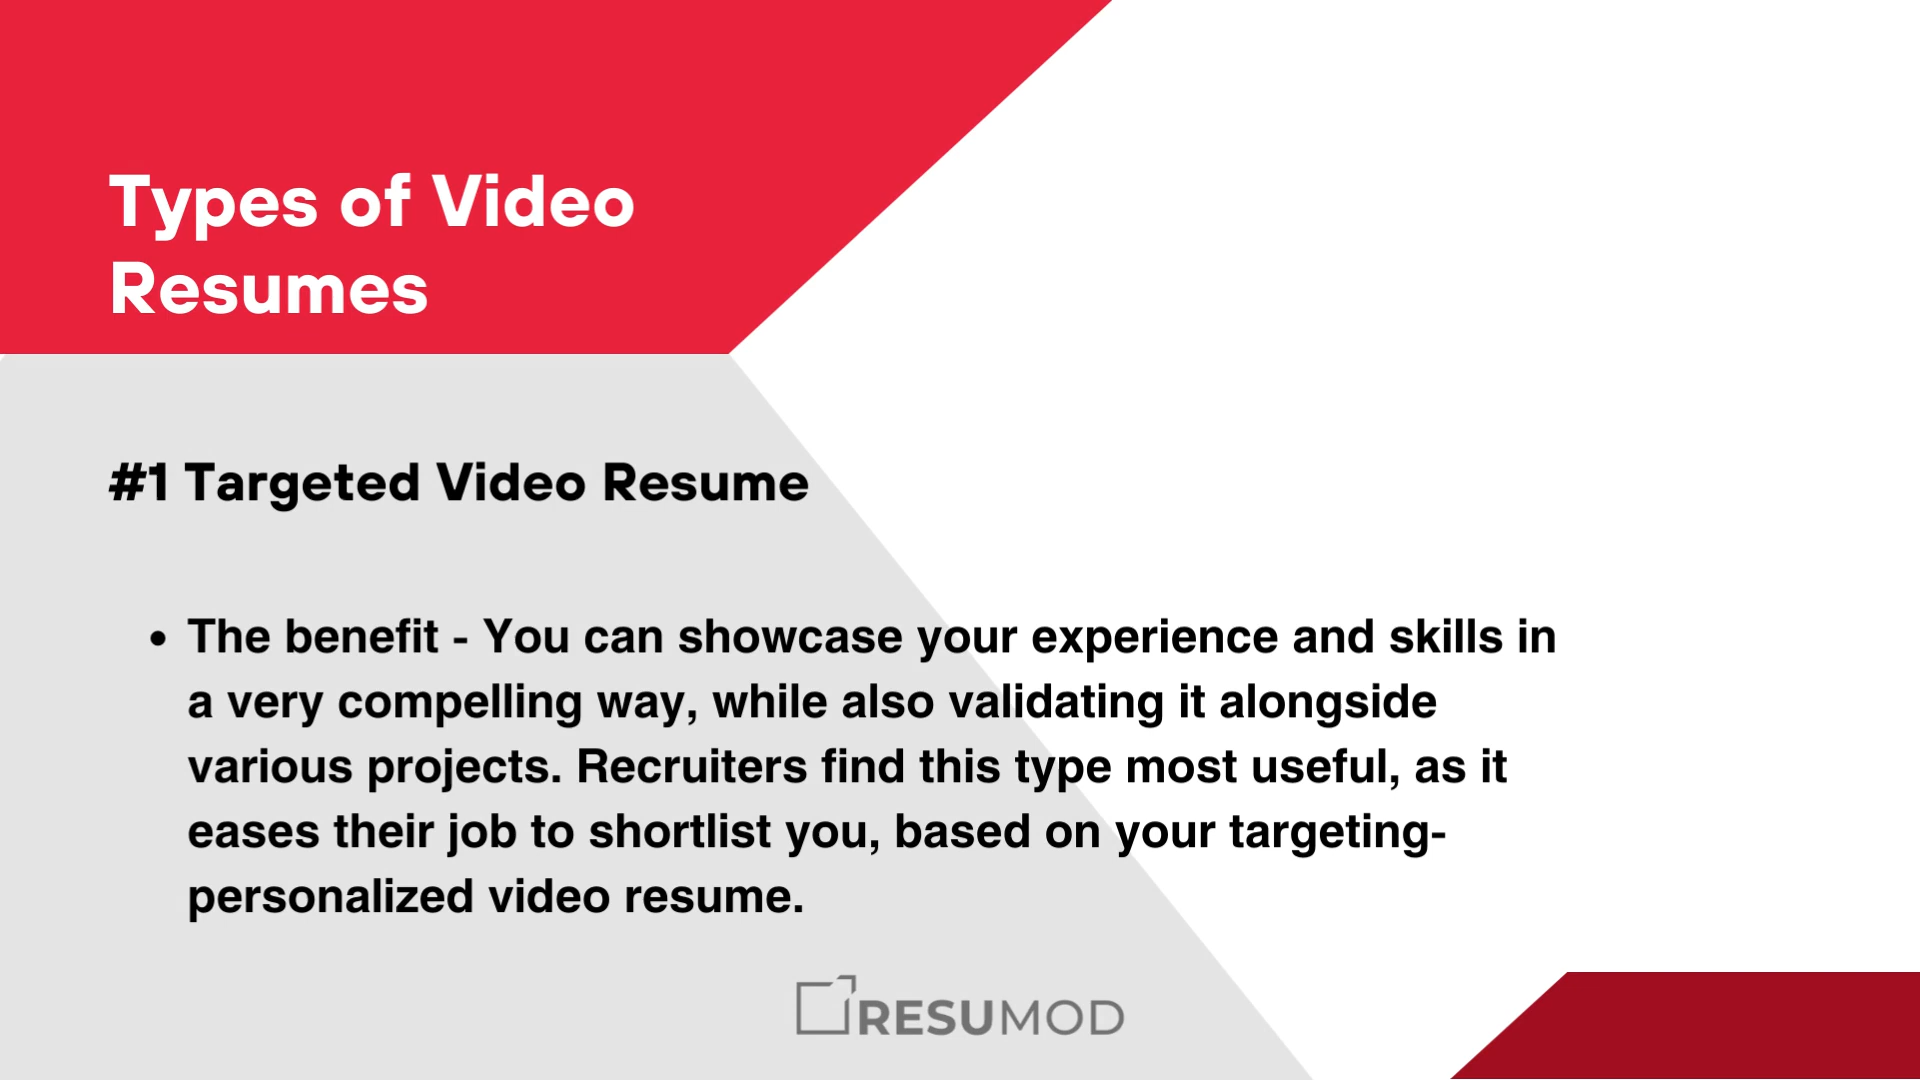 Types of Video
Resumes
#1 Targeted Video Resume
• The benefit - You can showcase your experience and skills in
a very compelling way, while also validating it alongside
various projects. Recruiters find this type most useful, as it
eases their job to shortlist you, based on your targeting-
personalized video resume.
RESUMOD